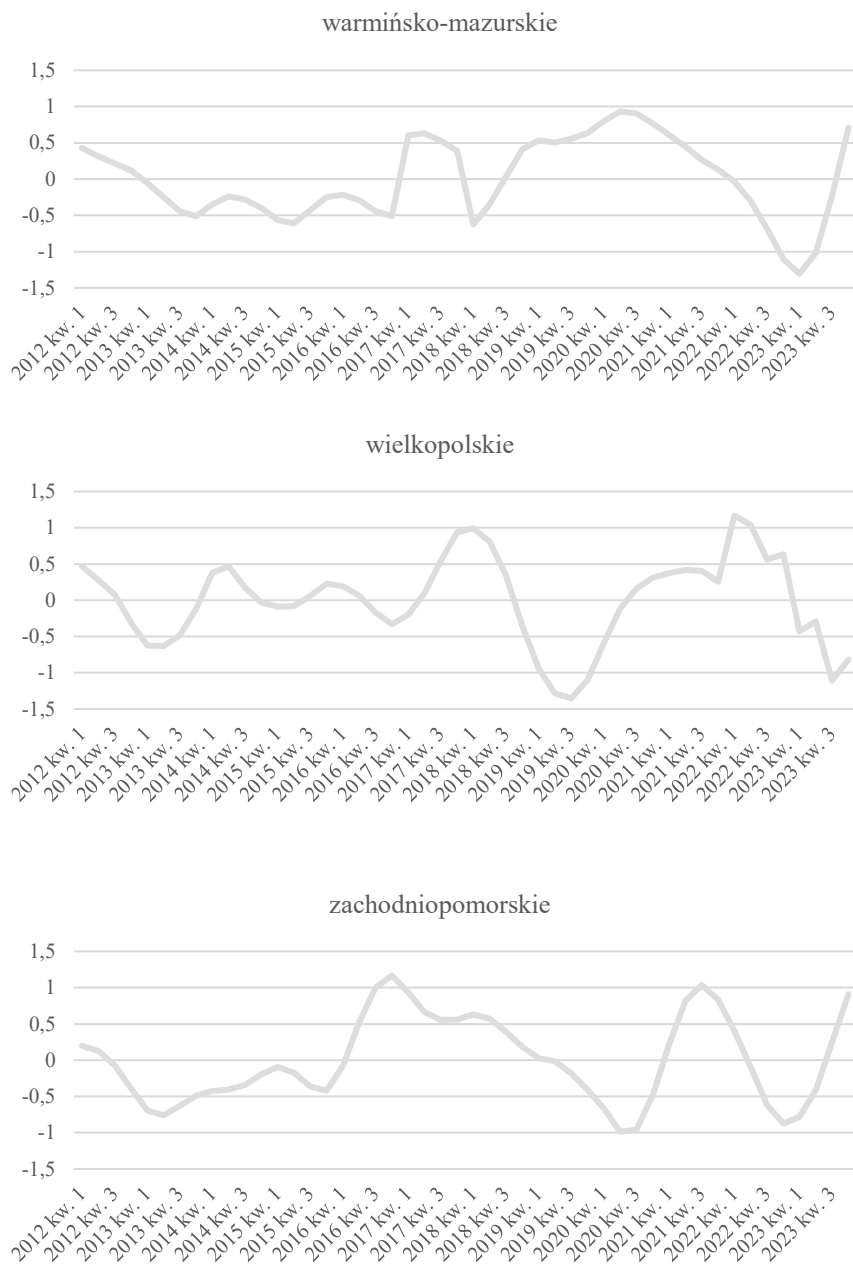 warmińsko-mazurskie
1,5
1
0,5
0
-0,5
-1
-1,5
2012 kw. 1
2012 kw. 3
2013 kw. 1
2013 kw. 3
2014 kw. 1
2014 kw. 3
2015 kw. 1
2015 kw. 3
2016 kw. 1
2016 kw. 3
2017 kw. 1
2017 kw. 3
2018 kw. 1
2018 kw. 3
2019 kw. 1
2019 kw. 3
2020 kw. 1
2020 kw. 3
2021 kw. 1
2021 kw. 3
2022 kw. 1
2022 kw. 3
2023 kw. 1
2023 kw. 3
wielkopolskie
1,5
1
0,5
0
-0,5
-1
-1,5
2012 kw. 1
2012 kw. 3
2013 kw. 1
2013 kw. 3
2014 kw. 1
2014 kw. 3
2015 kw. 1
2015 kw. 3
2016 kw. 1
2016 kw. 3
2017 kw. 1
2017 kw. 3
2018 kw. 1
2018 kw. 3
2019 kw. 1
2019 kw. 3
2020 kw. 1
2020 kw. 3
2021 kw. 1
2021 kw. 3
2022 kw. 1
2022 kw. 3
2023 kw. 1
2023 kw. 3
zachodniopomorskie
1,5
1
0,5
0
-0,5
-1
-1,5
2012 kw. 1
2012 kw. 3
2013 kw. 1
2013 kw. 3
2014 kw. 1
2014 kw. 3
2015 kw. 1
2015 kw. 3
2016 kw. 1
2016 kw. 3
2017 kw. 1
2017 kw. 3
2018 kw. 1
2018 kw. 3
2019 kw. 1
2019 kw. 3
2020 kw. 1
2020 kw. 3
2021 kw. 1
2021 kw. 3
2022 kw. 1
2022 kw. 3
2023 kw. 1
2023 kw. 3